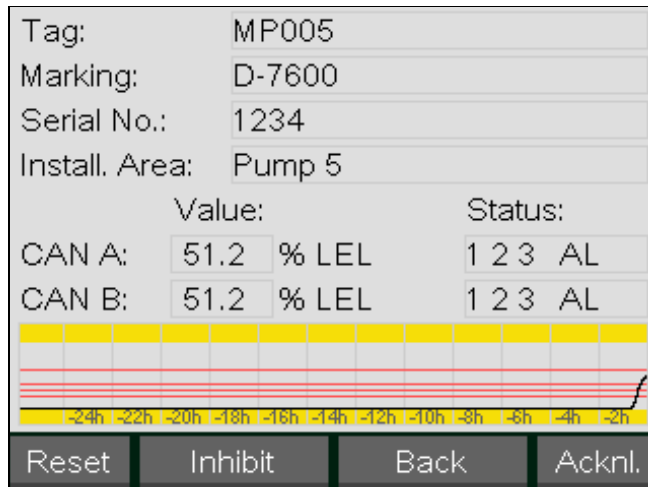 Tag: MP005
Marking: D-7600
Serial No.: 1234
Install. Area: Pump 5
Value: Status:
CAN A: 51.2 % LEL 1 2 3 AL
CAN B: 51.2 % LEL 1 2 3 AL
-24h -22h -20h -18h -16h -14h -12h -10h -8h -6h -4h -2h
Reset Inhibit Back Acknl.